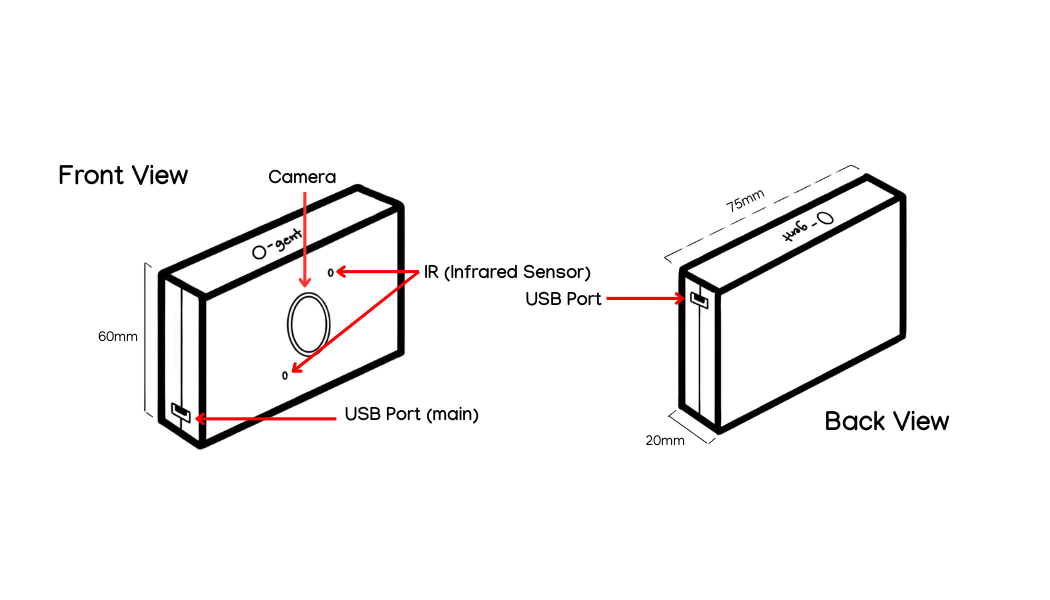 Front View
Camera
O-gent
IR (Infrared Sensor)
60mm
USB Port (main)
75mm
O-gent
USB Port
20mm
Back View